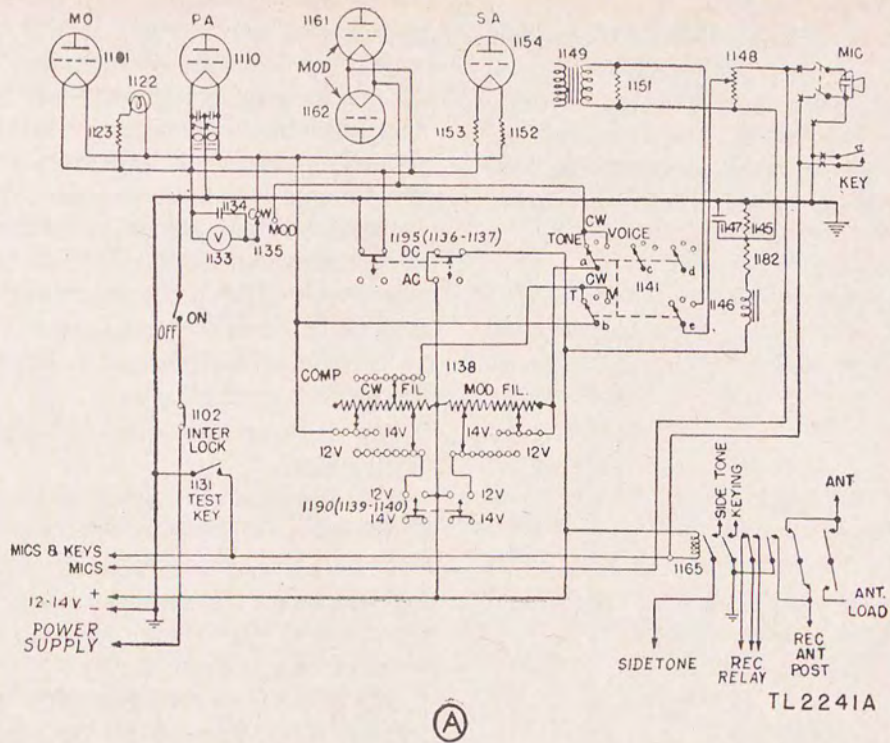 MO
1101
1122
1123
PA
1110
1161
MOD
1162
SA
1154
1153
1152
1149
1151
1148
MIC
KEY
1134
V
1133
CW
MOD
1135
1195 (1136-1137)
DC
AC
CW
VOICE
TONE
a
c
d
CW
1141
T
V
b
e
1147
1145
1182
1146
OFF
ON
1102
INTER
LOCK
1131
TEST
KEY
1138
COMP
CW FIL
MOD FIL.
14V
14V
12V
12V
12V
12V
1190 (1139-1140)
14V
14V
MICS & KEYS
MICS
+
12-14V
–
POWER
SUPPLY
1165
SIDE TONE
KEYING
ANT
ANT.
LOAD
SIDETONE
REC
RELAY
REC
ANT
POST
TL2241A
A